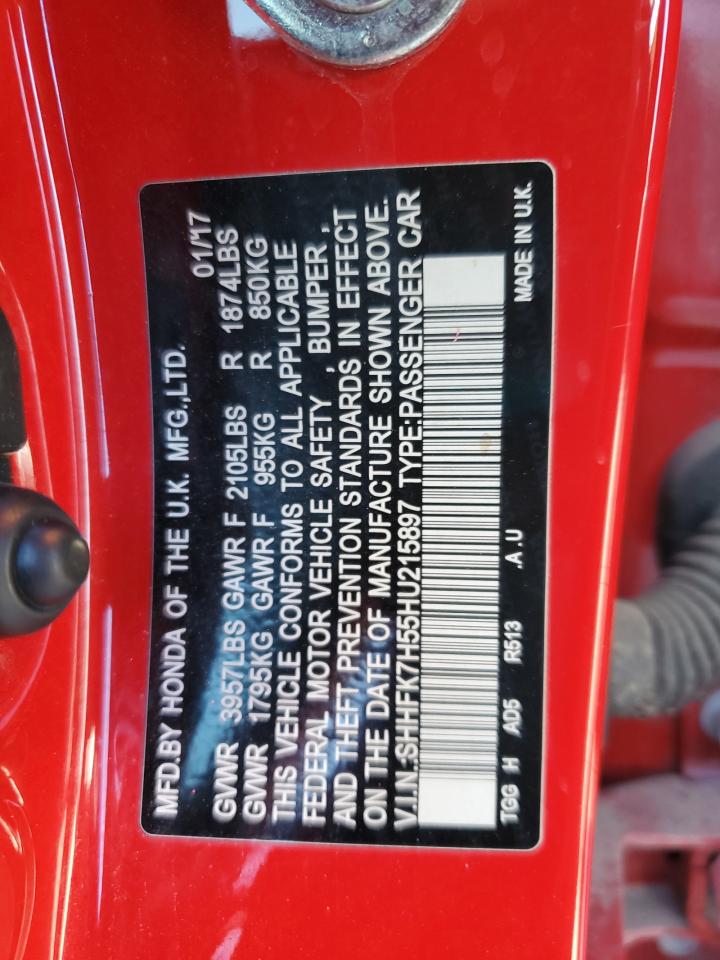 MFD.BY HONDA OF THE U.K. MFG.,LTD. 01/'17
GVWR 3957LBS GAWR F 2105LBS R 1874LBS
GVWR 1795KG GAWR F 955KG R 850KG
THIS VEHICLE CONFORMS TO ALL APPLICABLE
FEDERAL MOTOR VEHICLE SAFETY , BUMPER ,
AND THEFT PREVENTION STANDARDS IN EFFECT
ON THE DATE OF MANUFACTURE SHOWN ABOVE.
V.I.N.:SHHFK7H55HU215897 TYPE:PASSENGER CAR
TGG H AD5 R513 .A.U MADE IN U.K.